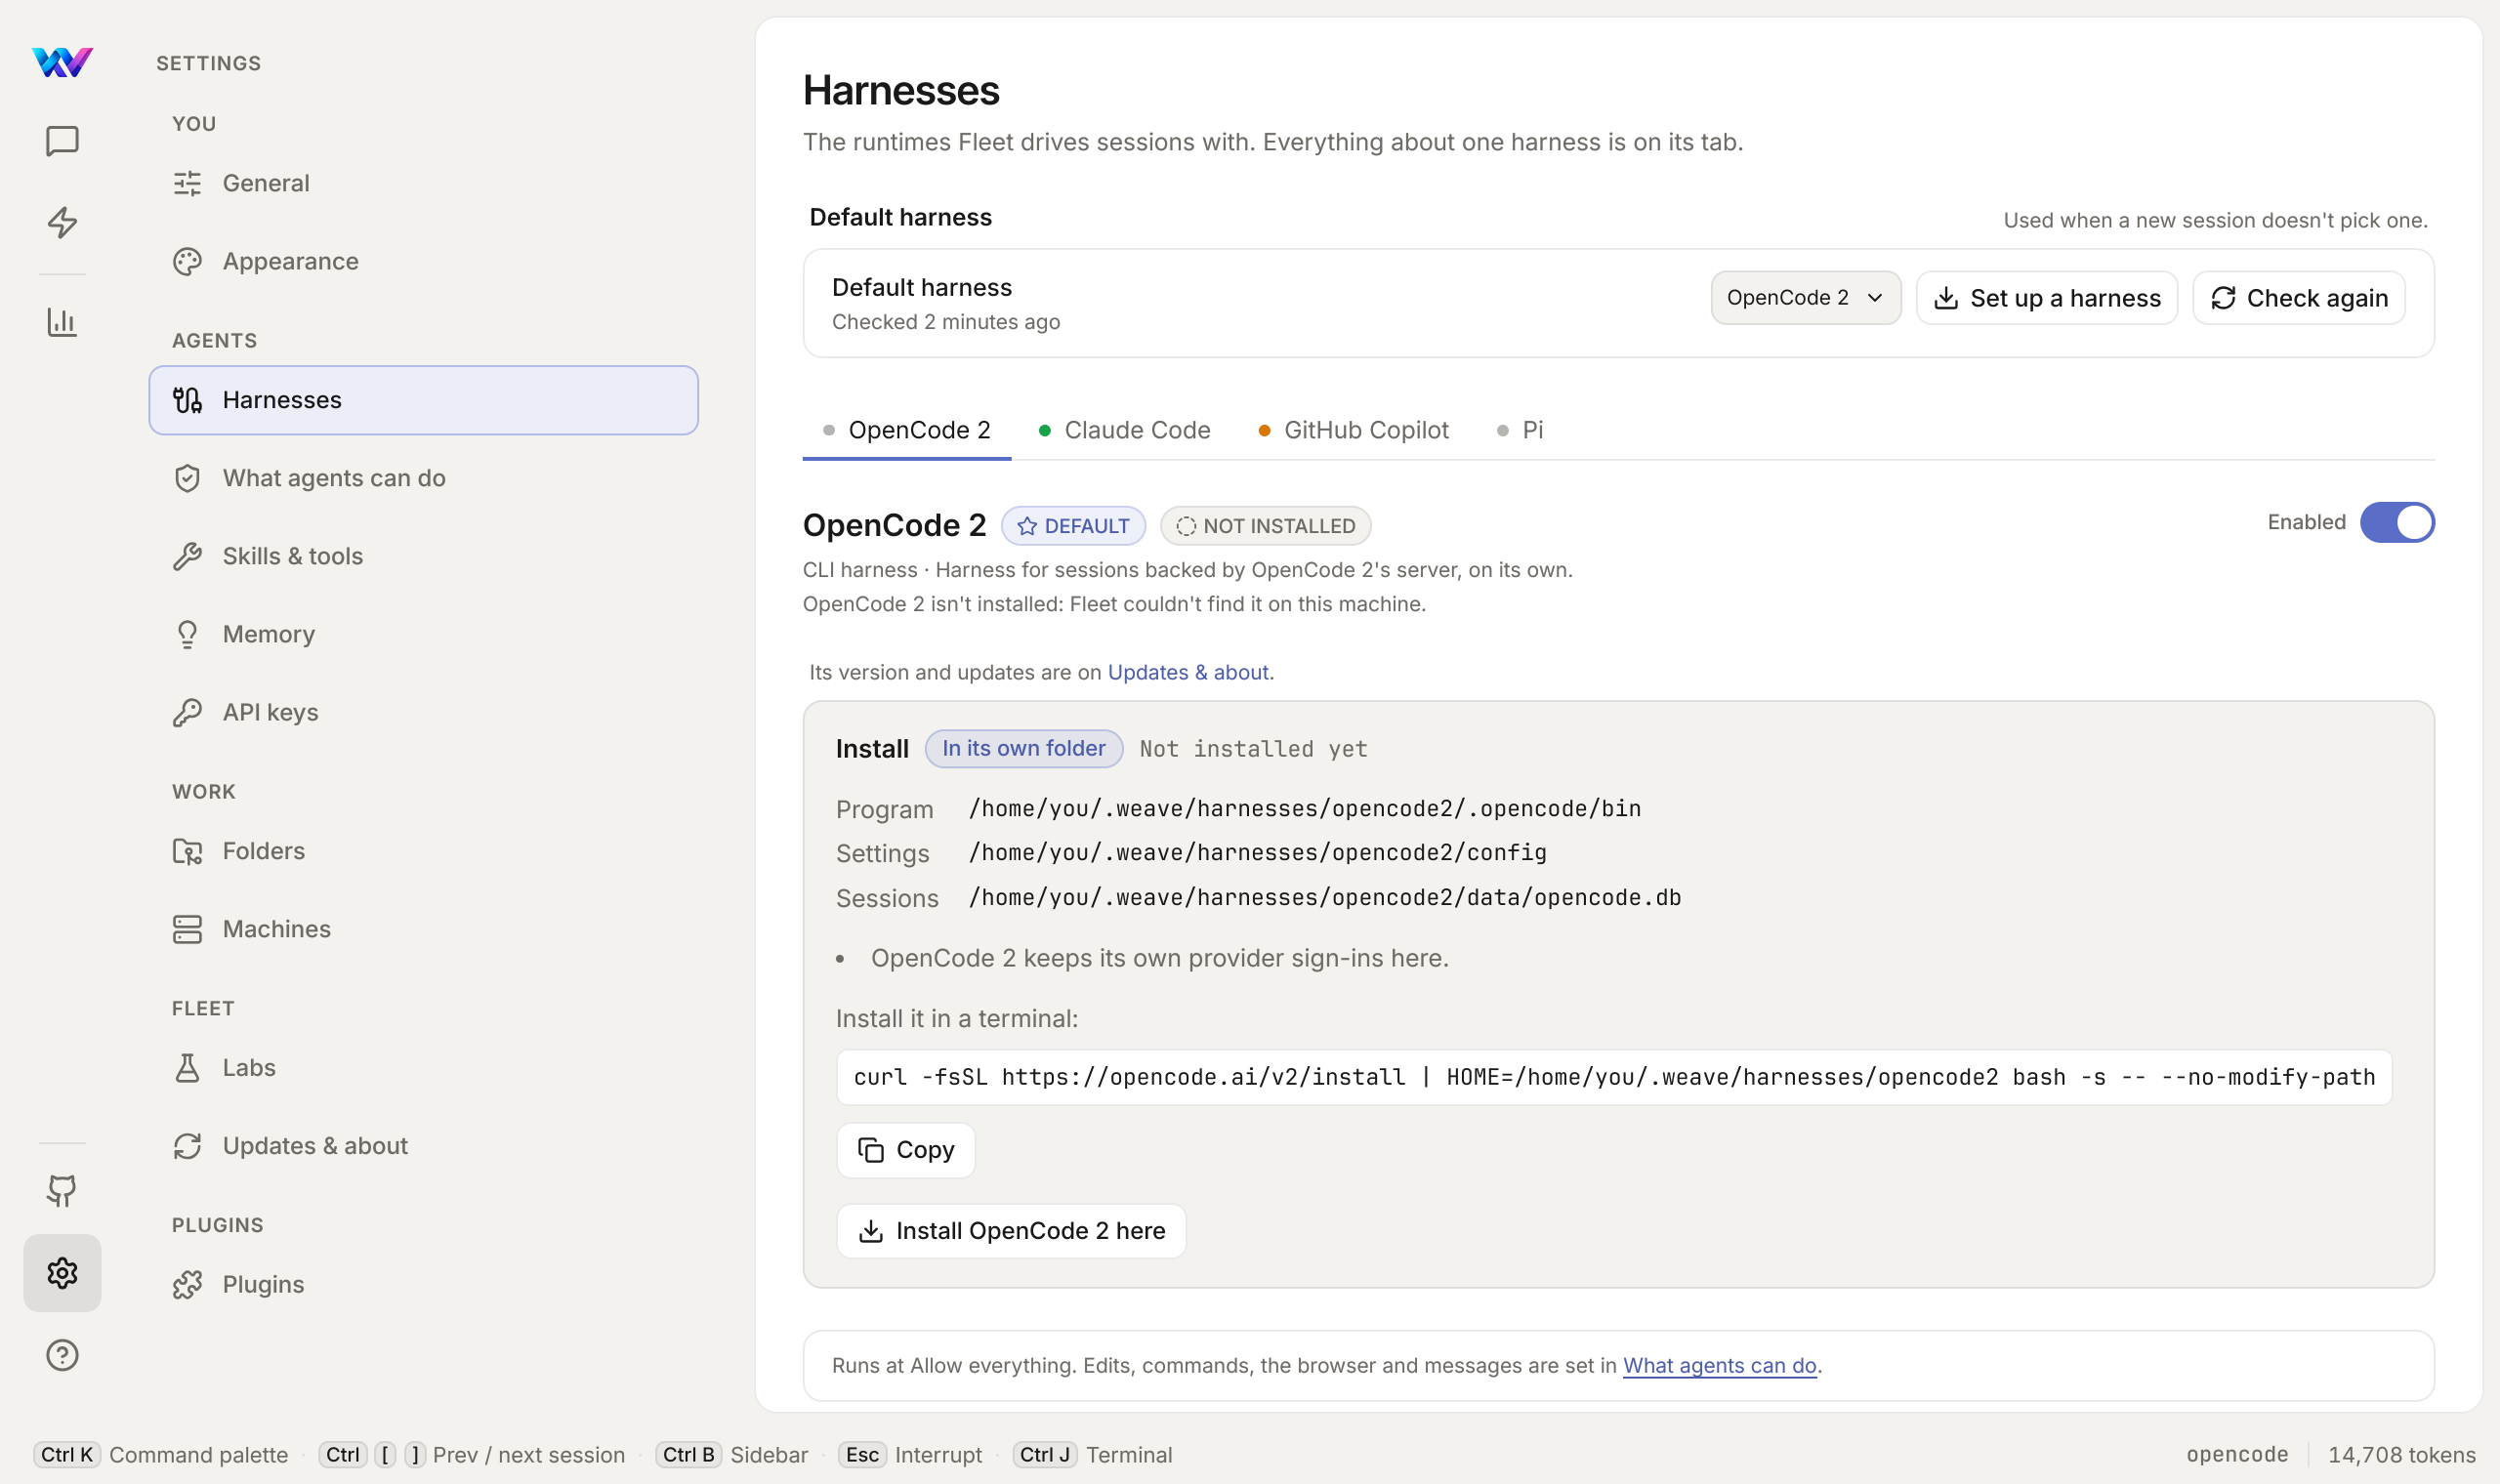 SETTINGS
YOU
General
Appearance
AGENTS
Harnesses
What agents can do
Skills & tools
Memory
API keys
WORK
Folders
Machines
FLEET
Labs
Updates & about
PLUGINS
Plugins
Harnesses
The runtimes Fleet drives sessions with. Everything about one harness is on its tab.
Default harness
Used when a new session doesn't pick one.
Default harness
Checked 2 minutes ago
OpenCode 2
Set up a harness
Check again
OpenCode 2
Claude Code
GitHub Copilot
Pi
OpenCode 2
DEFAULT
NOT INSTALLED
Enabled
CLI harness · Harness for sessions backed by OpenCode 2's server, on its own.
OpenCode 2 isn't installed: Fleet couldn't find it on this machine.
Its version and updates are on Updates & about.
Install In its own folder Not installed yet
Program /home/you/.weave/harnesses/opencode2/.opencode/bin
Settings /home/you/.weave/harnesses/opencode2/config
Sessions /home/you/.weave/harnesses/opencode2/data/opencode.db
• OpenCode 2 keeps its own provider sign-ins here.
Install it in a terminal:
curl -fsSL https://opencode.ai/v2/install | HOME=/home/you/.weave/harnesses/opencode2 bash -s -- --no-modify-path
Copy
Install OpenCode 2 here
Runs at Allow everything. Edits, commands, the browser and messages are set in What agents can do.
Ctrl K Command palette · Ctrl [ ] Prev / next session · Ctrl B Sidebar · Esc Interrupt · Ctrl J Terminal
opencode
14,708 tokens